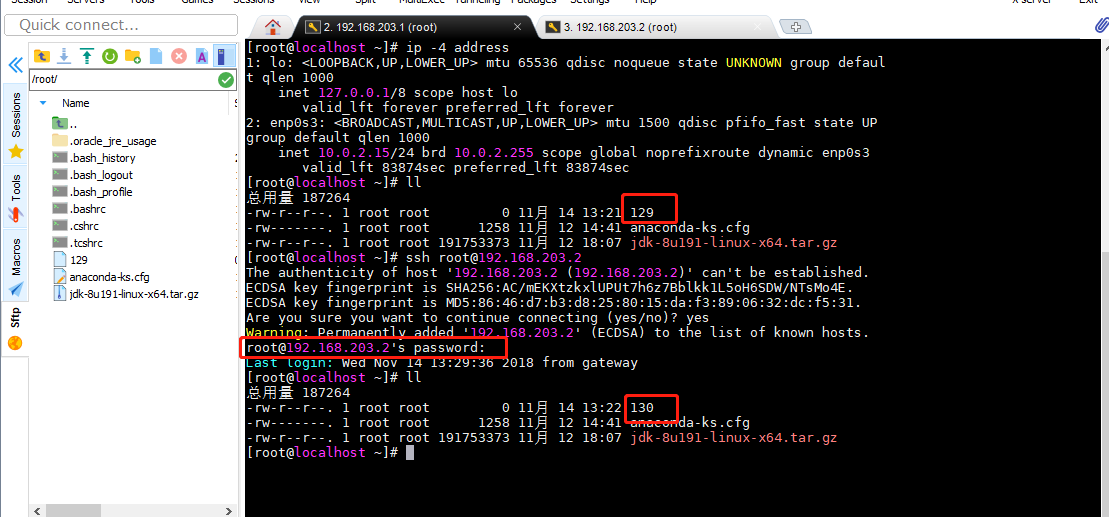 Session Servers Tools Games Sessions View Split MultiExec Tunneling Packages Settings Help
X server Exit
Quick connect...
2. 192.168.203.1 (root)
3. 192.168.203.2 (root)
/root/
Name
..
.oracle_jre_usage
.bash_history
.bash_logout
.bash_profile
.bashrc
.cshrc
.tcshrc
129
anaconda-ks.cfg
jdk-8u191-linux-x64.tar.gz
Sessions
Tools
Macros
Sftp
[root@localhost ~]# ip -4 address
1: lo: <LOOPBACK,UP,LOWER_UP> mtu 65536 qdisc noqueue state UNKNOWN group defaul
t qlen 1000
inet 127.0.0.1/8 scope host lo
valid_lft forever preferred_lft forever
2: enp0s3: <BROADCAST,MULTICAST,UP,LOWER_UP> mtu 1500 qdisc pfifo_fast state UP
group default qlen 1000
inet 10.0.2.15/24 brd 10.0.2.255 scope global noprefixroute dynamic enp0s3
valid_lft 83874sec preferred_lft 83874sec
[root@localhost ~]# ll
总用量 187264
-rw-r--r--. 1 root root 0 11月 14 13:21 129
-rw-------. 1 root root 1258 11月 12 14:41 anaconda-ks.cfg
-rw-r--r--. 1 root root 191753373 11月 12 18:07 jdk-8u191-linux-x64.tar.gz
[root@localhost ~]# ssh root@192.168.203.2
The authenticity of host '192.168.203.2 (192.168.203.2)' can't be established.
ECDSA key fingerprint is SHA256:AC/mEKXtzkxlUPUt7h6z7Bblkk1L5oH6SDW/NTsMo4E.
ECDSA key fingerprint is MD5:86:46:d7:b3:d8:25:80:15:da:f3:89:06:32:dc:f5:31.
Are you sure you want to continue connecting (yes/no)? yes
Warning: Permanently added '192.168.203.2' (ECDSA) to the list of known hosts.
root@192.168.203.2's password:
Last login: Wed Nov 14 13:29:36 2018 from gateway
[root@localhost ~]# ll
总用量 187264
-rw-r--r--. 1 root root 0 11月 14 13:22 130
-rw-------. 1 root root 1258 11月 12 14:41 anaconda-ks.cfg
-rw-r--r--. 1 root root 191753373 11月 12 18:07 jdk-8u191-linux-x64.tar.gz
[root@localhost ~]#